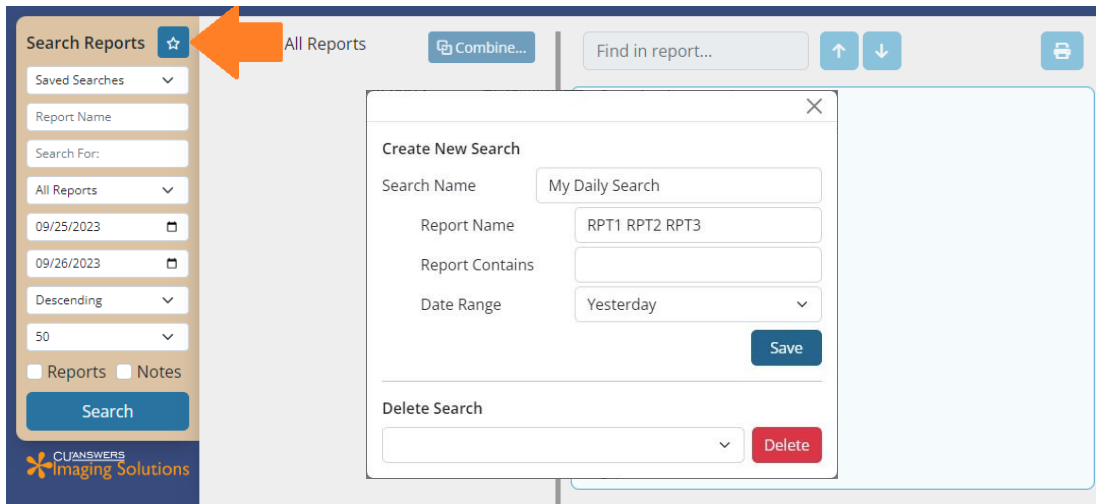 Search Reports
Saved Searches
Report Name
Search For:
All Reports
09/25/2023
09/26/2023
Descending
50
Reports Notes
Search
CU*ANSWERS
Imaging Solutions
All Reports
Combine...
Find in report...
Create New Search
Search Name My Daily Search
Report Name RPT1 RPT2 RPT3
Report Contains
Date Range Yesterday
Save
Delete Search
Delete